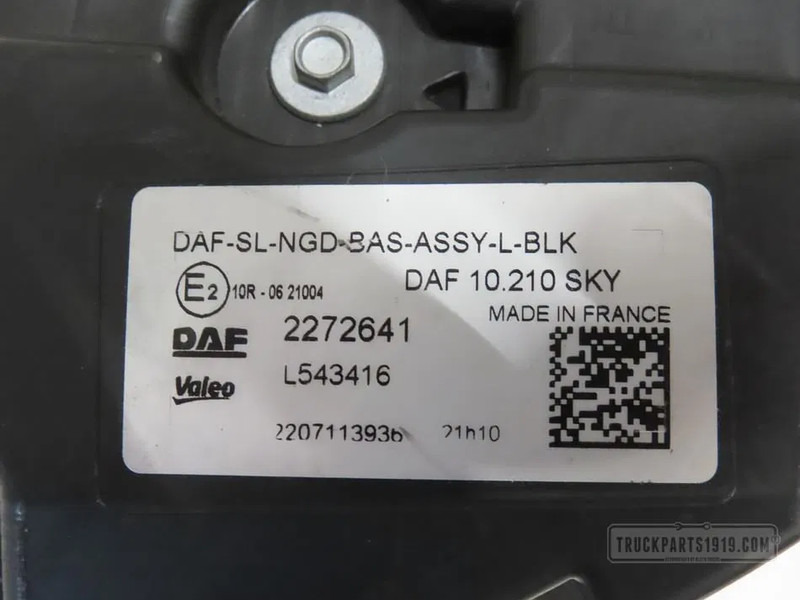 DAF-SL-NGD-BAS-ASSY-L-BLK
E2 10R - 06 21004 DAF 10.210 SKY
MADE IN FRANCE
DAF 2272641
Valeo L543416
2207113936 21h10
TRUCKPARTS1919.COM